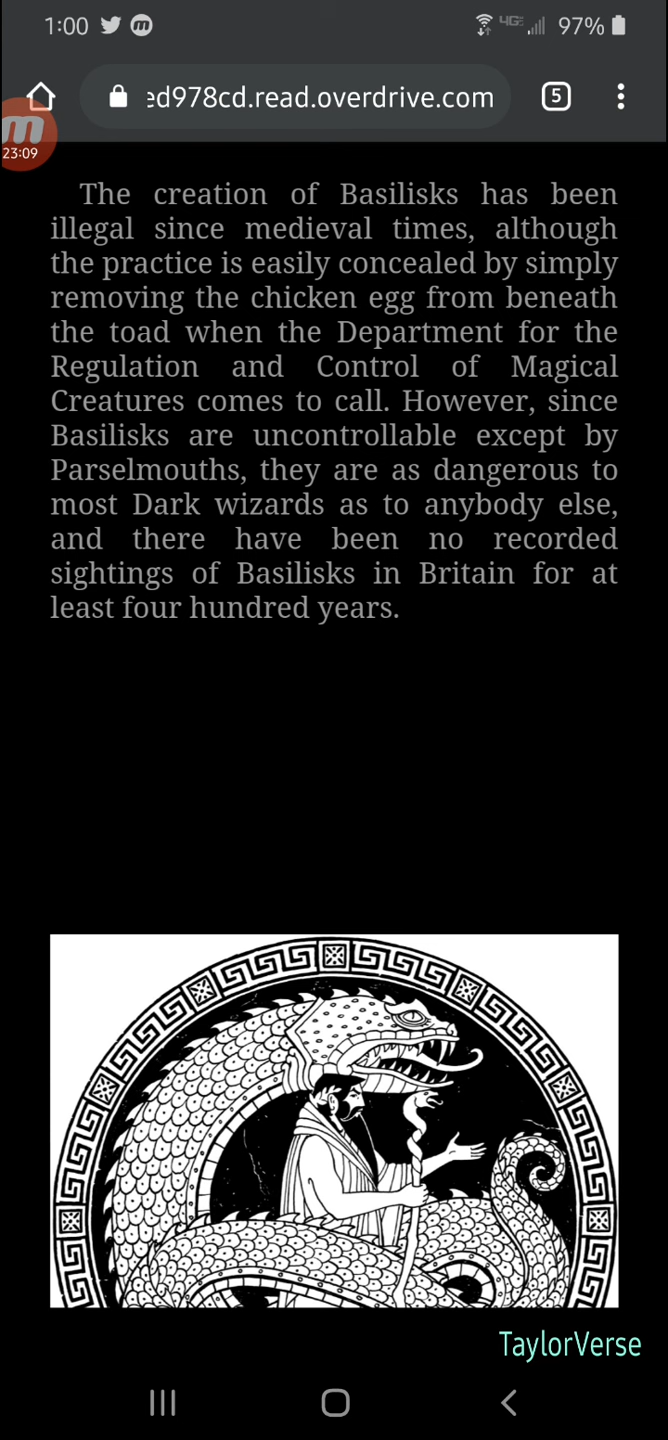 1:00 4G 97%
ed978cd.read.overdrive.com 5
m
23:09
The creation of Basilisks has been
illegal since medieval times, although
the practice is easily concealed by simply
removing the chicken egg from beneath
the toad when the Department for the
Regulation and Control of Magical
Creatures comes to call. However, since
Basilisks are uncontrollable except by
Parselmouths, they are as dangerous to
most Dark wizards as to anybody else,
and there have been no recorded
sightings of Basilisks in Britain for at
least four hundred years.
TaylorVerse